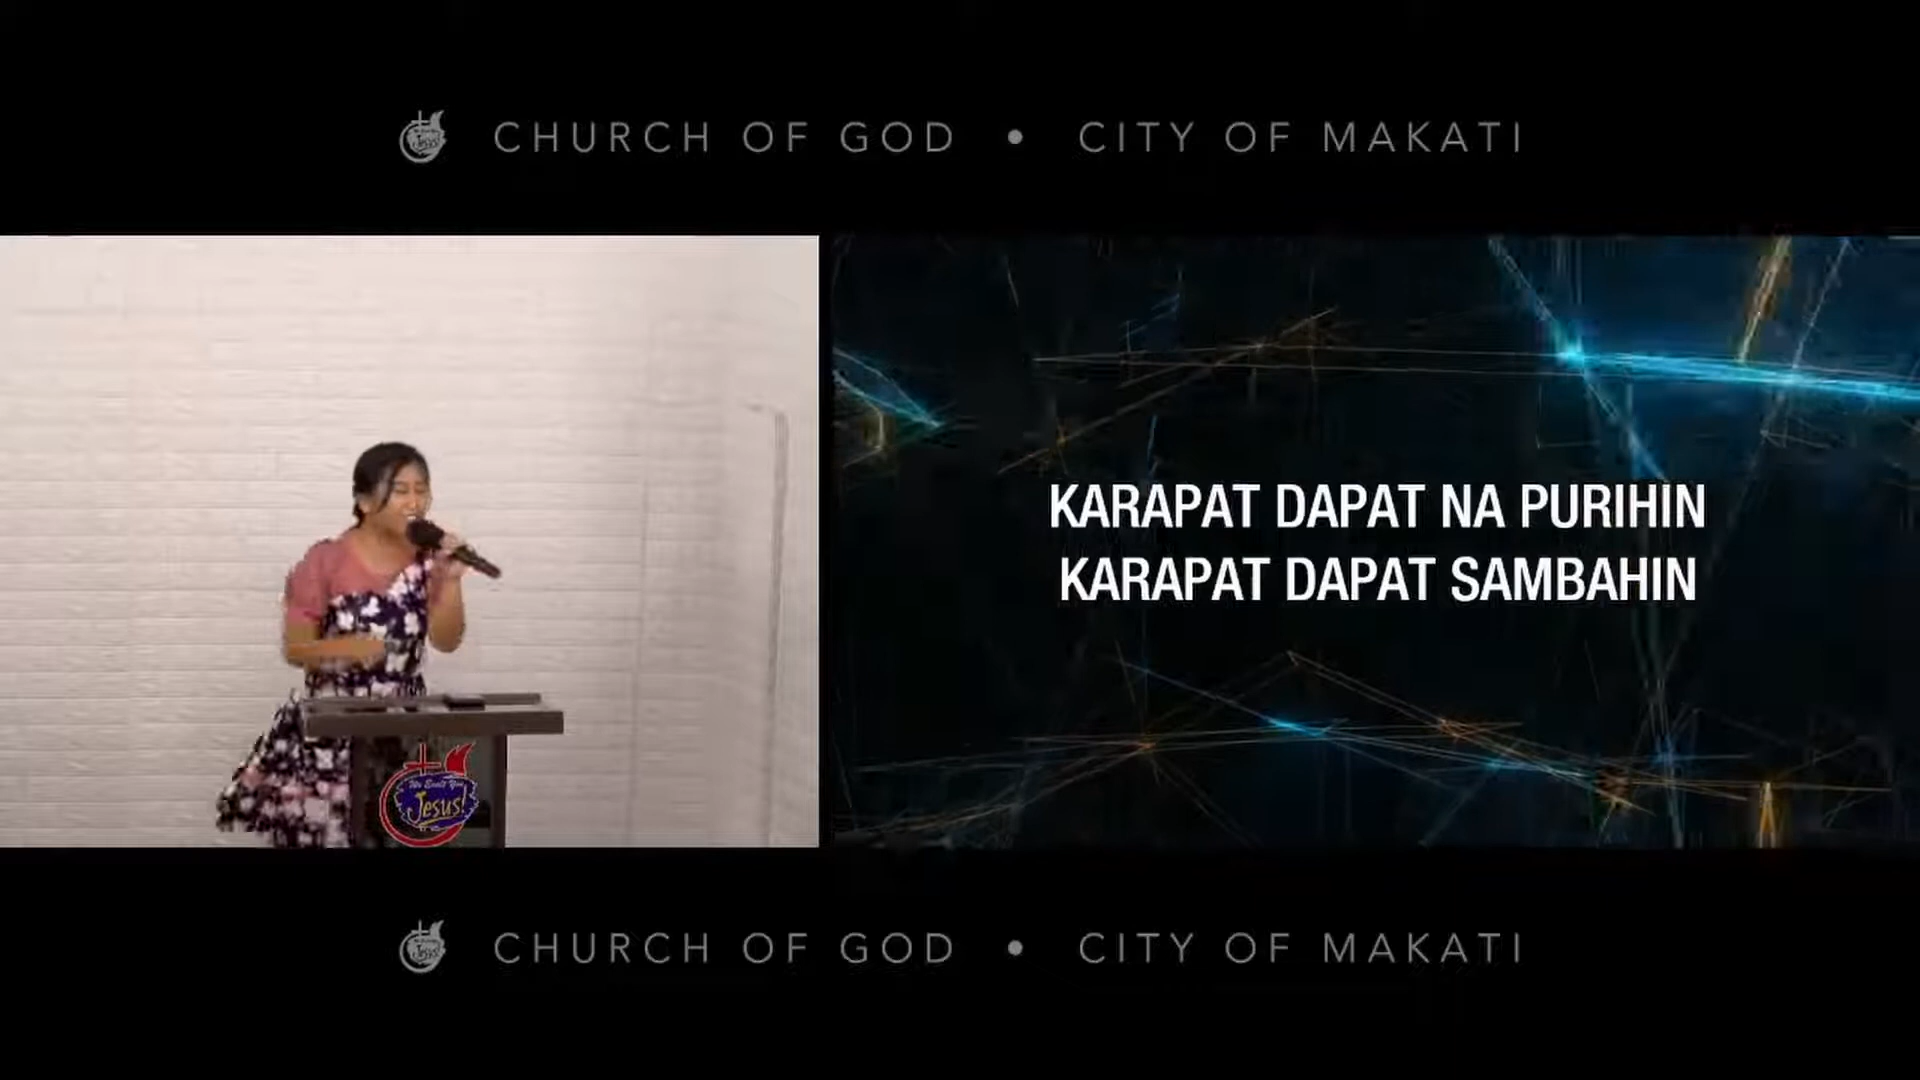 CHURCH OF GOD • CITY OF MAKATI
KARAPAT DAPAT NA PURIHIN
KARAPAT DAPAT SAMBAHIN
Jesus!
CHURCH OF GOD • CITY OF MAKATI